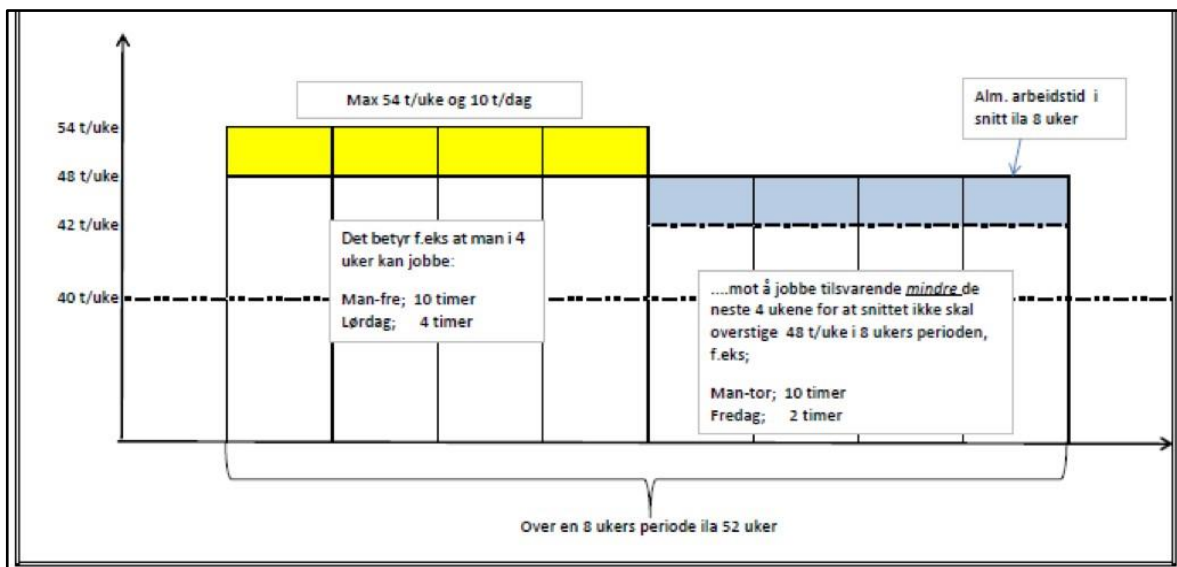 Max 54 t/uke og 10 t/dag
Alm. arbeidstid i
snitt ila 8 uker
54 t/uke
48 t/uke
42 t/uke
40 t/uke
Det betyr f.eks at man i 4
uker kan jobbe:
Man-fre; 10 timer
Lørdag; 4 timer
....mot å jobbe tilsvarende mindre de
neste 4 ukene for at snittet ikke skal
overstige 48 t/uke i 8 ukers perioden,
f.eks;
Man-tor; 10 timer
Fredag; 2 timer
Over en 8 ukers periode ila 52 uker